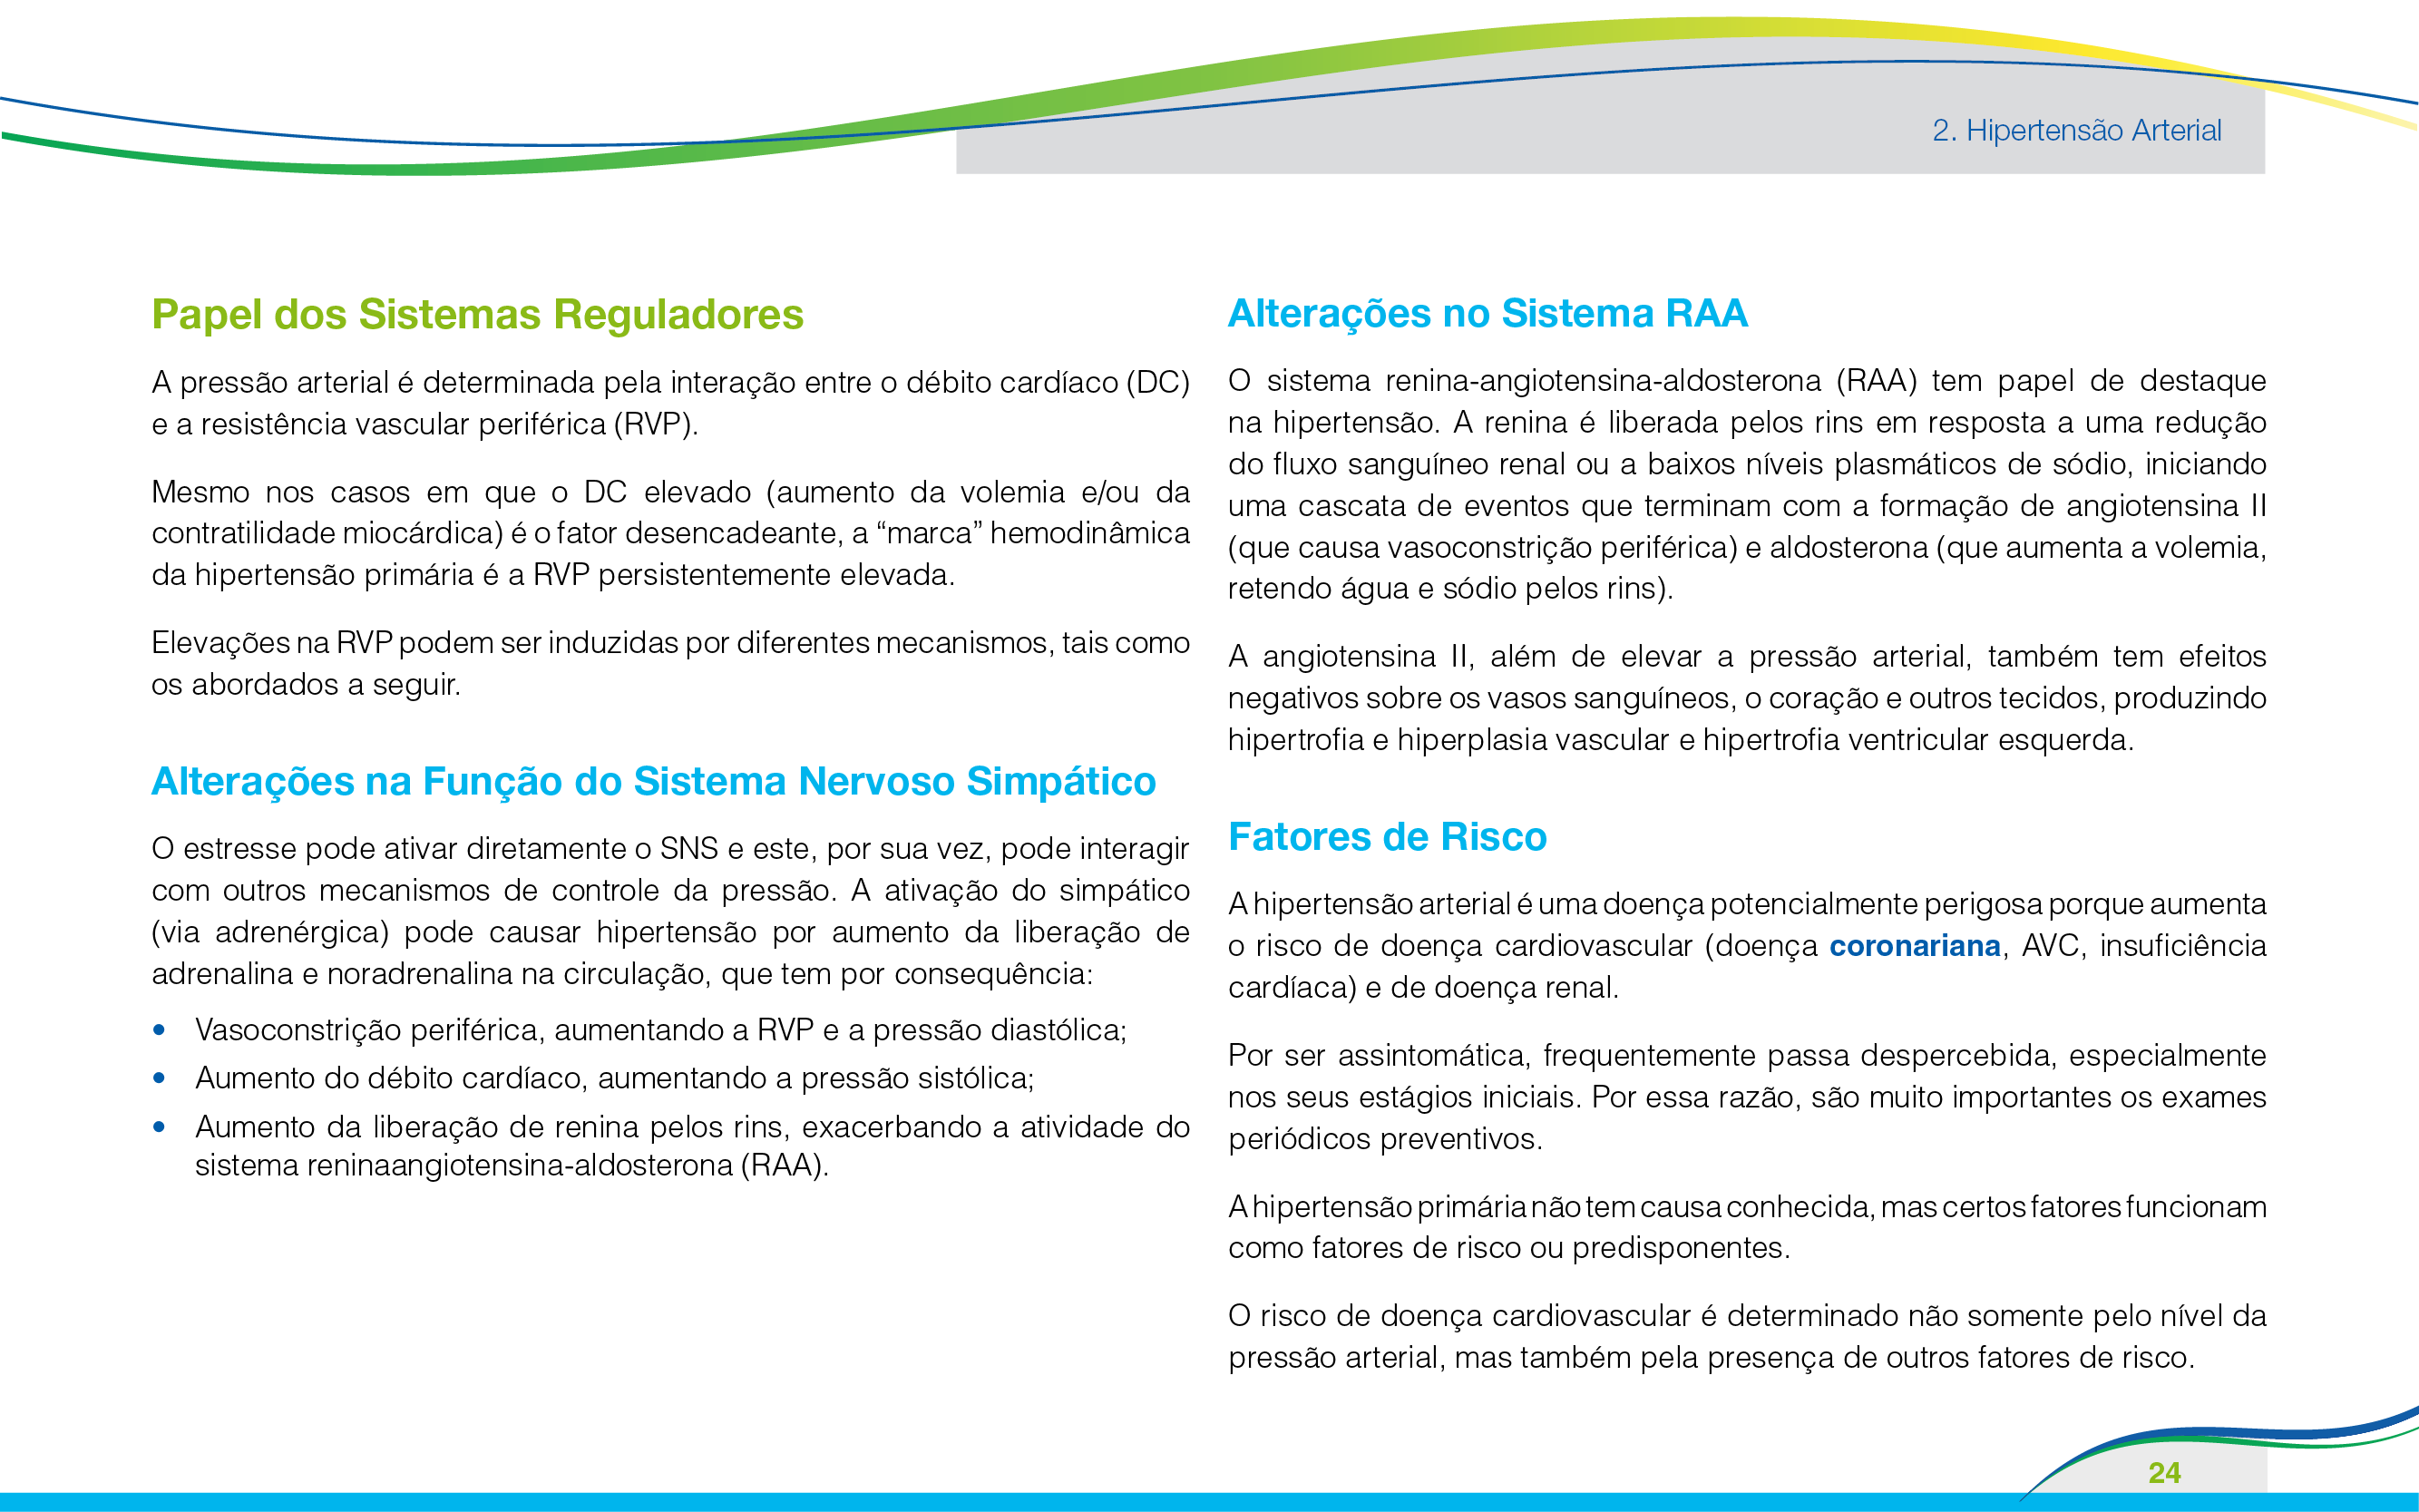 2. Hipertensão Arterial
Papel dos Sistemas Reguladores
A pressão arterial é determinada pela interação entre o débito cardíaco (DC)
e a resistência vascular periférica (RVP).
Mesmo nos casos em que o DC elevado (aumento da volemia e/ou da
contratilidade miocárdica) é o fator desencadeante, a “marca” hemodinâmica
da hipertensão primária é a RVP persistentemente elevada.
Elevações na RVP podem ser induzidas por diferentes mecanismos, tais como
os abordados a seguir.
Alterações na Função do Sistema Nervoso Simpático
O estresse pode ativar diretamente o SNS e este, por sua vez, pode interagir
com outros mecanismos de controle da pressão. A ativação do simpático
(via adrenérgica) pode causar hipertensão por aumento da liberação de
adrenalina e noradrenalina na circulação, que tem por consequência:
• Vasoconstrição periférica, aumentando a RVP e a pressão diastólica;
• Aumento do débito cardíaco, aumentando a pressão sistólica;
• Aumento da liberação de renina pelos rins, exacerbando a atividade do
sistema reninaangiotensina-aldosterona (RAA).
Alterações no Sistema RAA
O sistema renina-angiotensina-aldosterona (RAA) tem papel de destaque
na hipertensão. A renina é liberada pelos rins em resposta a uma redução
do fluxo sanguíneo renal ou a baixos níveis plasmáticos de sódio, iniciando
uma cascata de eventos que terminam com a formação de angiotensina II
(que causa vasoconstrição periférica) e aldosterona (que aumenta a volemia,
retendo água e sódio pelos rins).
A angiotensina II, além de elevar a pressão arterial, também tem efeitos
negativos sobre os vasos sanguíneos, o coração e outros tecidos, produzindo
hipertrofia e hiperplasia vascular e hipertrofia ventricular esquerda.
Fatores de Risco
A hipertensão arterial é uma doença potencialmente perigosa porque aumenta
o risco de doença cardiovascular (doença coronariana, AVC, insuficiência
cardíaca) e de doença renal.
Por ser assintomática, frequentemente passa despercebida, especialmente
nos seus estágios iniciais. Por essa razão, são muito importantes os exames
periódicos preventivos.
A hipertensão primária não tem causa conhecida, mas certos fatores funcionam
como fatores de risco ou predisponentes.
O risco de doença cardiovascular é determinado não somente pelo nível da
pressão arterial, mas também pela presença de outros fatores de risco.
24